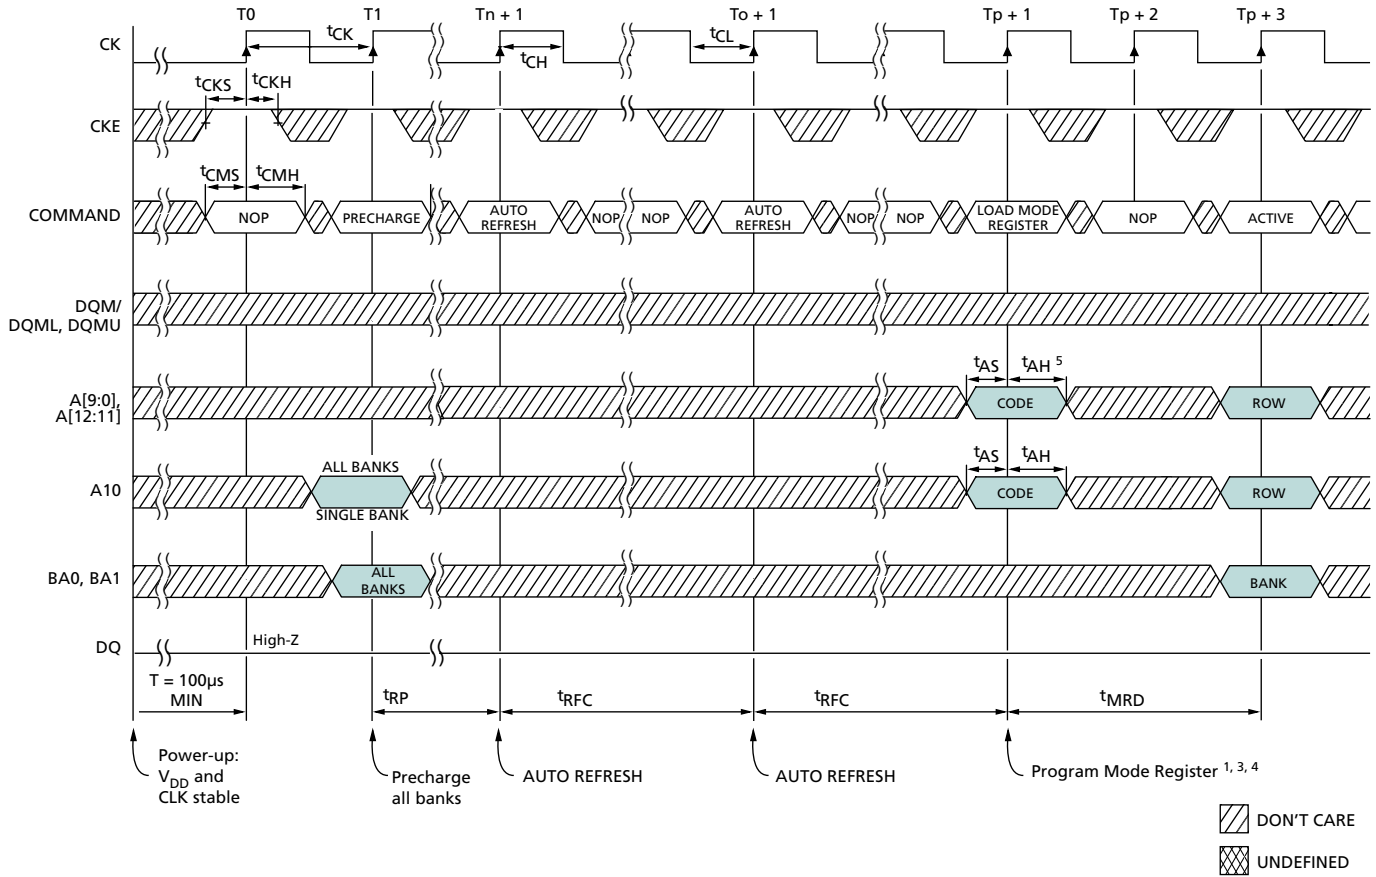 T0 T1 Tn + 1 To + 1 Tp + 1 Tp + 2 Tp + 3
CK
tCK
tCH
tCL
tCKS tCKH
CKE
tCMS tCMH
COMMAND
NOP PRECHARGE AUTO REFRESH NOP NOP AUTO REFRESH NOP NOP LOAD MODE REGISTER NOP ACTIVE
DQM/
DQML, DQMU
tAS tAH 5
A[9:0],
A[12:11]
CODE ROW
ALL BANKS
tAS tAH
A10
CODE ROW
SINGLE BANK
BA0, BA1
ALL
BANKS
BANK
DQ
High-Z
T = 100µs
MIN
tRP tRFC tRFC tMRD
Power-up:
VDD and
CLK stable
Precharge
all banks
AUTO REFRESH
AUTO REFRESH
Program Mode Register 1, 3, 4
DON'T CARE
UNDEFINED